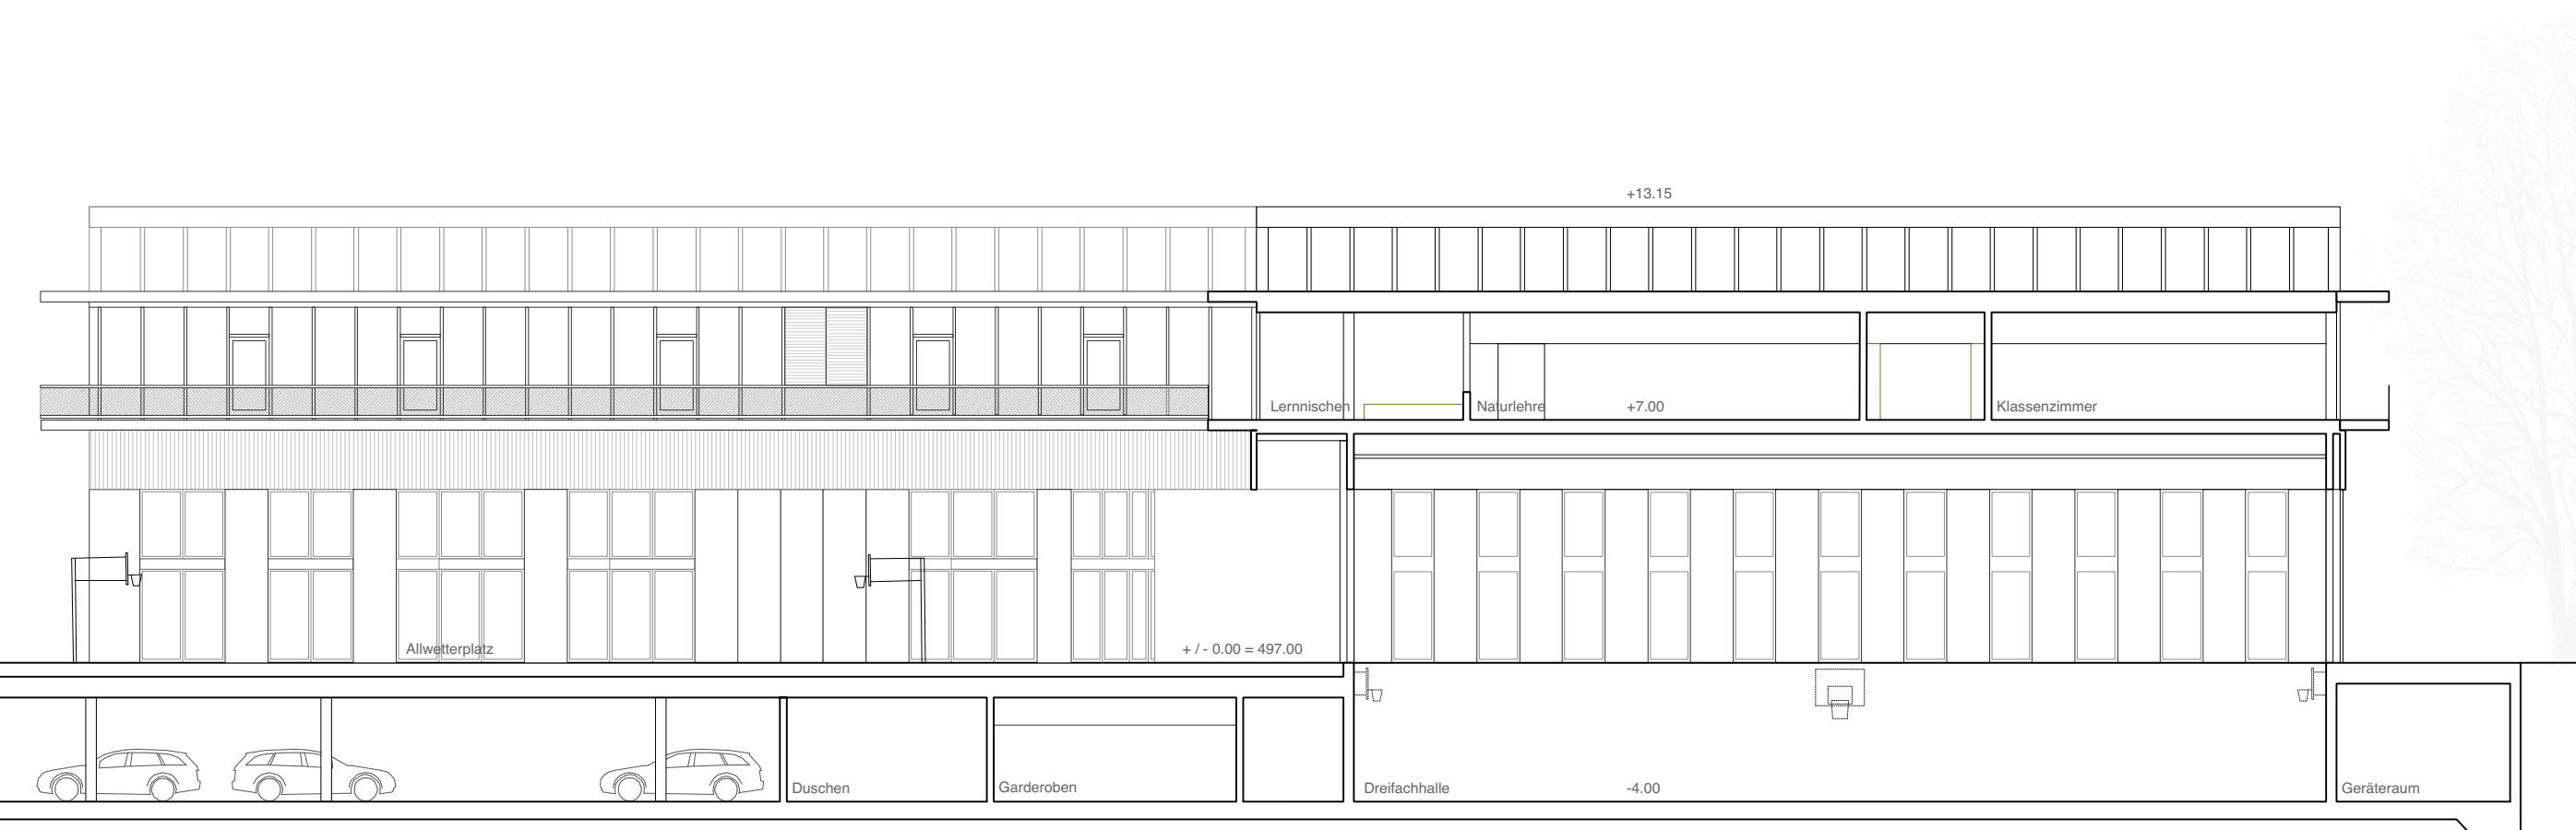 +13.15
Lernnischen
Naturlehre
+7.00
Klassenzimmer
Allwetterplatz
+ / - 0.00 = 497.00
Duschen
Garderoben
Dreifachhalle
-4.00
Geräteraum